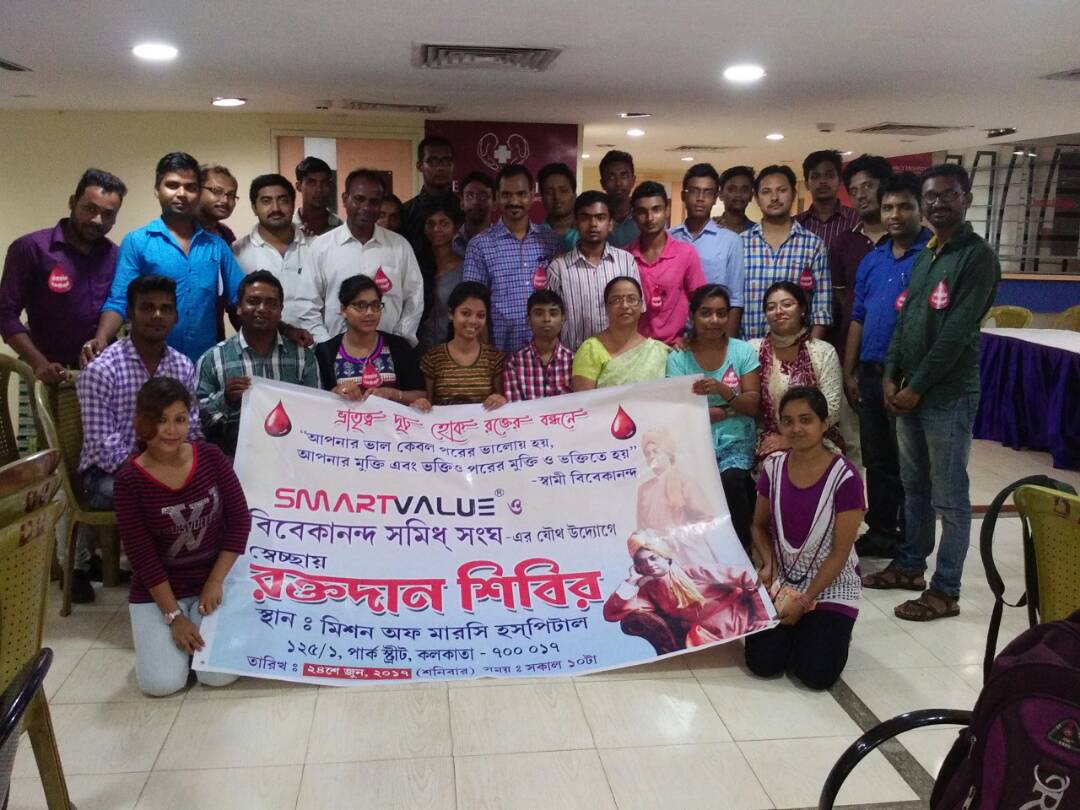 ভ্রাতৃত্ব দৃঢ় হোক রক্তের বন্ধনে
"আপনার ভাল কেবল পরের ভালোয় হয়,
আপনার মুক্তি এবং ভক্তিও পরের মুক্তি ও ভক্তিতে হয়"
-স্বামী বিবেকানন্দ
SMARTVALUE® ও
বিবেকানন্দ সমিধ্ সংঘ -এর যৌথ উদ্যোগে
স্বেচ্ছায়
রক্তদান শিবির
স্থান ঃ মিশন অফ মারসি হস্পিটাল
১২৫/১, পার্ক স্ট্রীট, কলকাতা - ৭০০ ০১৭
তারিখ ঃ ২৪শে জুন, ২০১৭ (শনিবার) সময় ঃ সকাল ১০টা